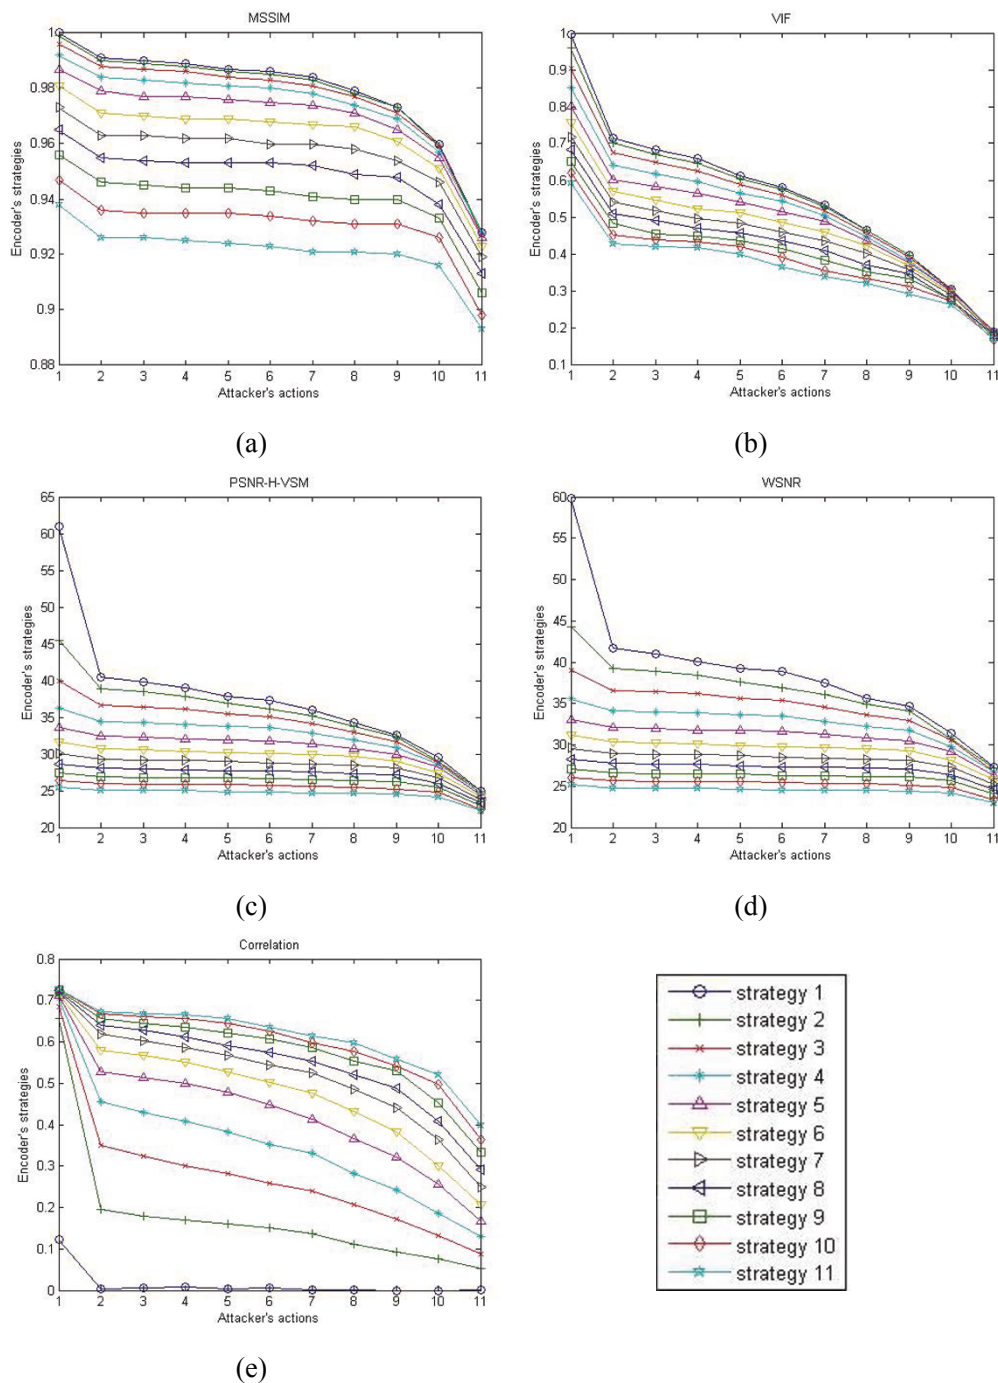 MSSIM
1
0.98
0.96
0.94
0.92
0.9
0.88
Encoder's strategies
1 2 3 4 5 6 7 8 9 10 11
Attacker's actions
(a)
VIF
1
0.9
0.8
0.7
0.6
0.5
0.4
0.3
0.2
0.1
Encoder's strategies
1 2 3 4 5 6 7 8 9 10 11
Attacker's actions
(b)
PSNR-H-VSM
65
60
55
50
45
40
35
30
25
20
Encoder's strategies
1 2 3 4 5 6 7 8 9 10 11
Attacker's actions
(c)
WSNR
60
55
50
45
40
35
30
25
20
Encoder's strategies
1 2 3 4 5 6 7 8 9 10 11
Attacker's actions
(d)
Correlation
0.8
0.7
0.6
0.5
0.4
0.3
0.2
0.1
0
Encoder's strategies
1 2 3 4 5 6 7 8 9 10 11
Attacker's actions
(e)
strategy 1
strategy 2
strategy 3
strategy 4
strategy 5
strategy 6
strategy 7
strategy 8
strategy 9
strategy 10
strategy 11